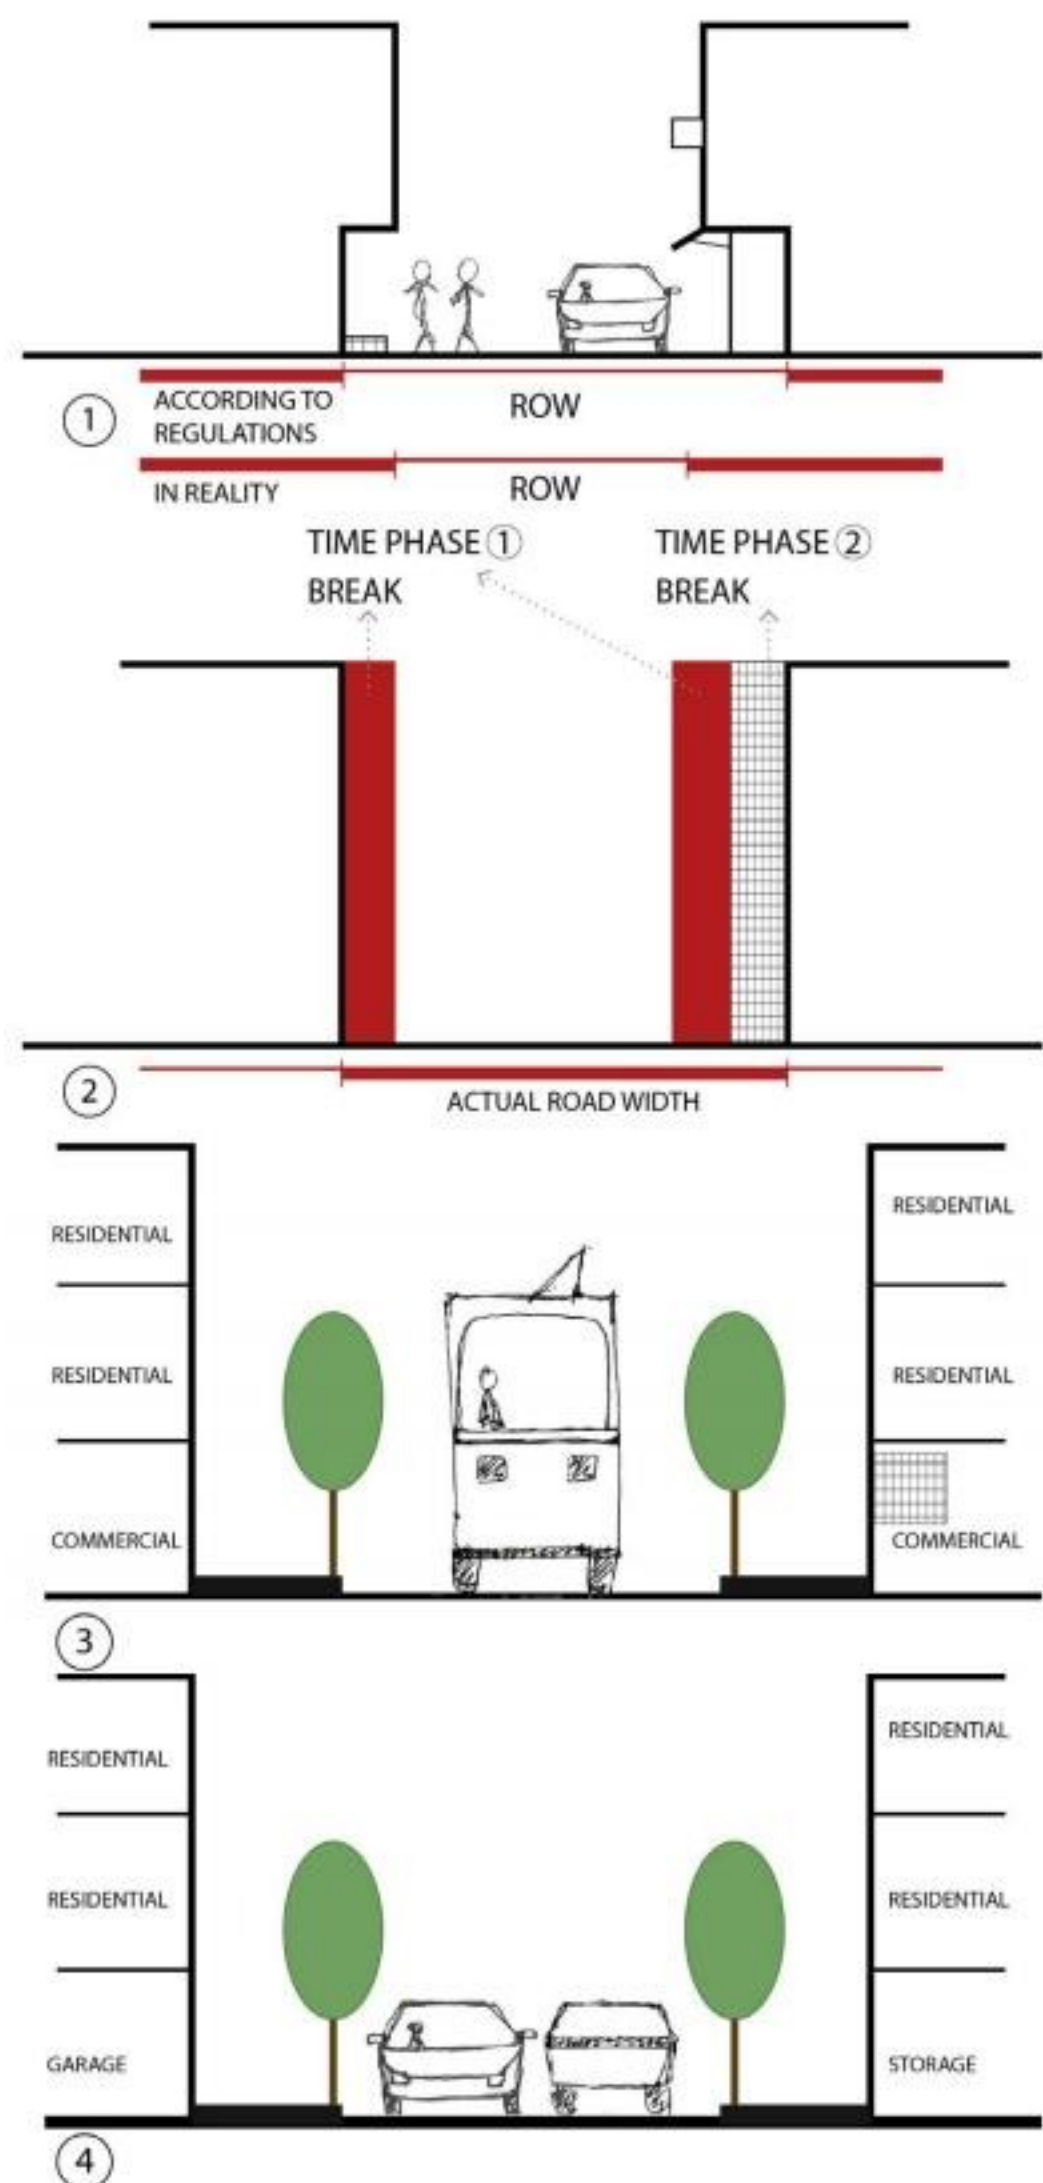 ACCORDING TO
REGULATIONS
ROW
1
IN REALITY
ROW
TIME PHASE 1
BREAK
TIME PHASE 2
BREAK
2
ACTUAL ROAD WIDTH
RESIDENTIAL
RESIDENTIAL
RESIDENTIAL
RESIDENTIAL
COMMERCIAL
COMMERCIAL
3
RESIDENTIAL
RESIDENTIAL
RESIDENTIAL
RESIDENTIAL
GARAGE
STORAGE
4